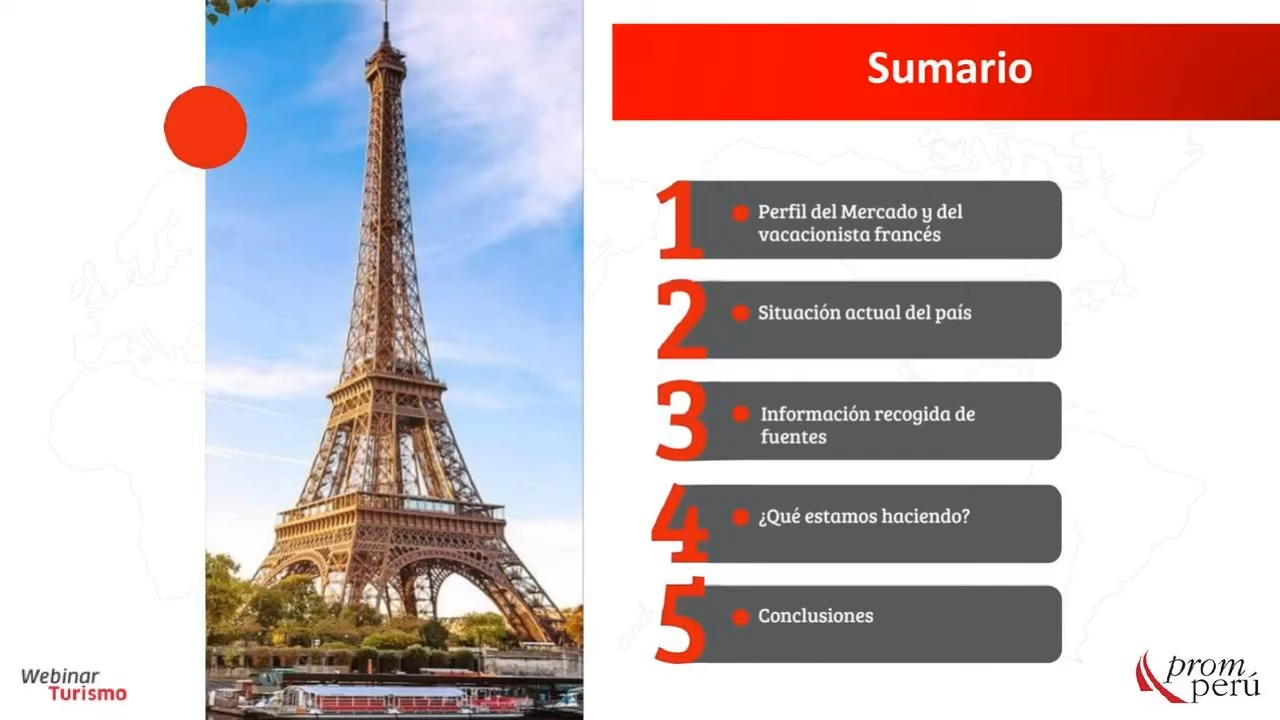 Sumario
1
Perfil del Mercado y del
vacacionista francés
2
Situación actual del país
3
Información recogida de
fuentes
4
¿Qué estamos haciendo?
5
Conclusiones
Webinar
Turismo
prom
perú